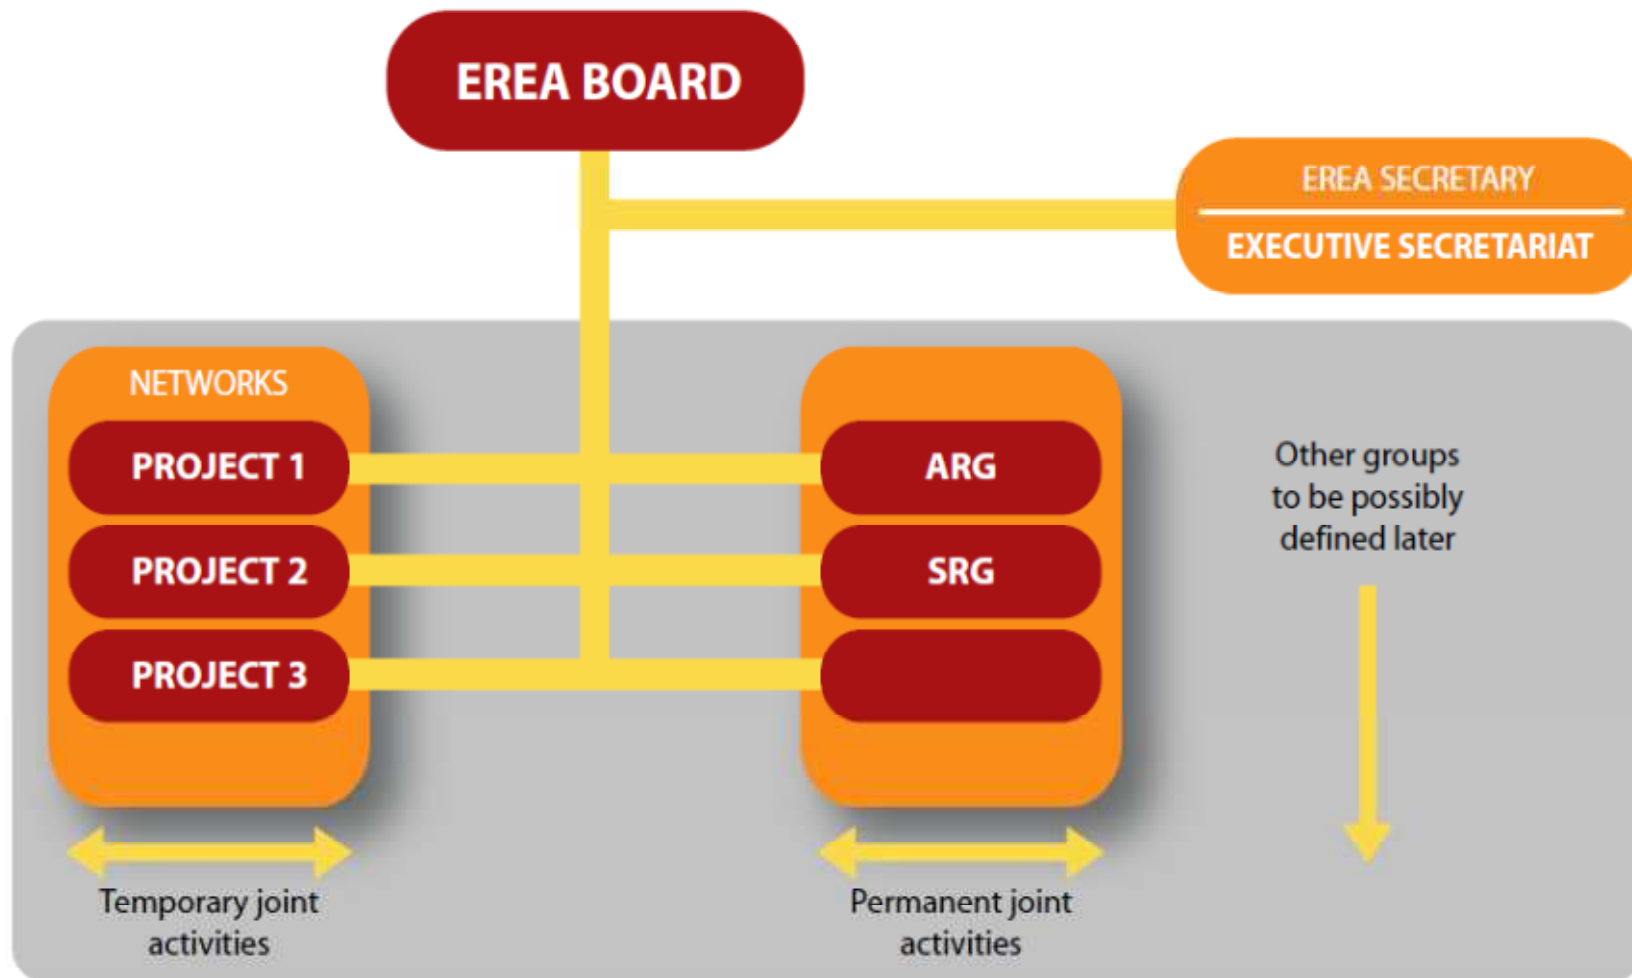 EREA BOARD
EREA SECRETARY
EXECUTIVE SECRETARIAT
NETWORKS
PROJECT 1
PROJECT 2
PROJECT 3
Temporary joint
activities
ARG
SRG
Permanent joint
activities
Other groups
to be possibly
defined later